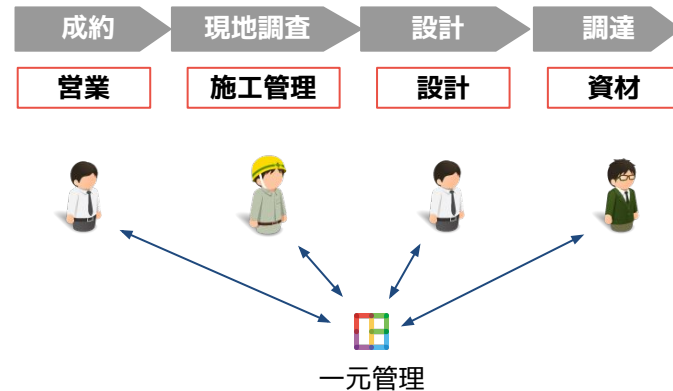 成約
現地調査
設計
調達
営業
施工管理
設計
資材
一元管理